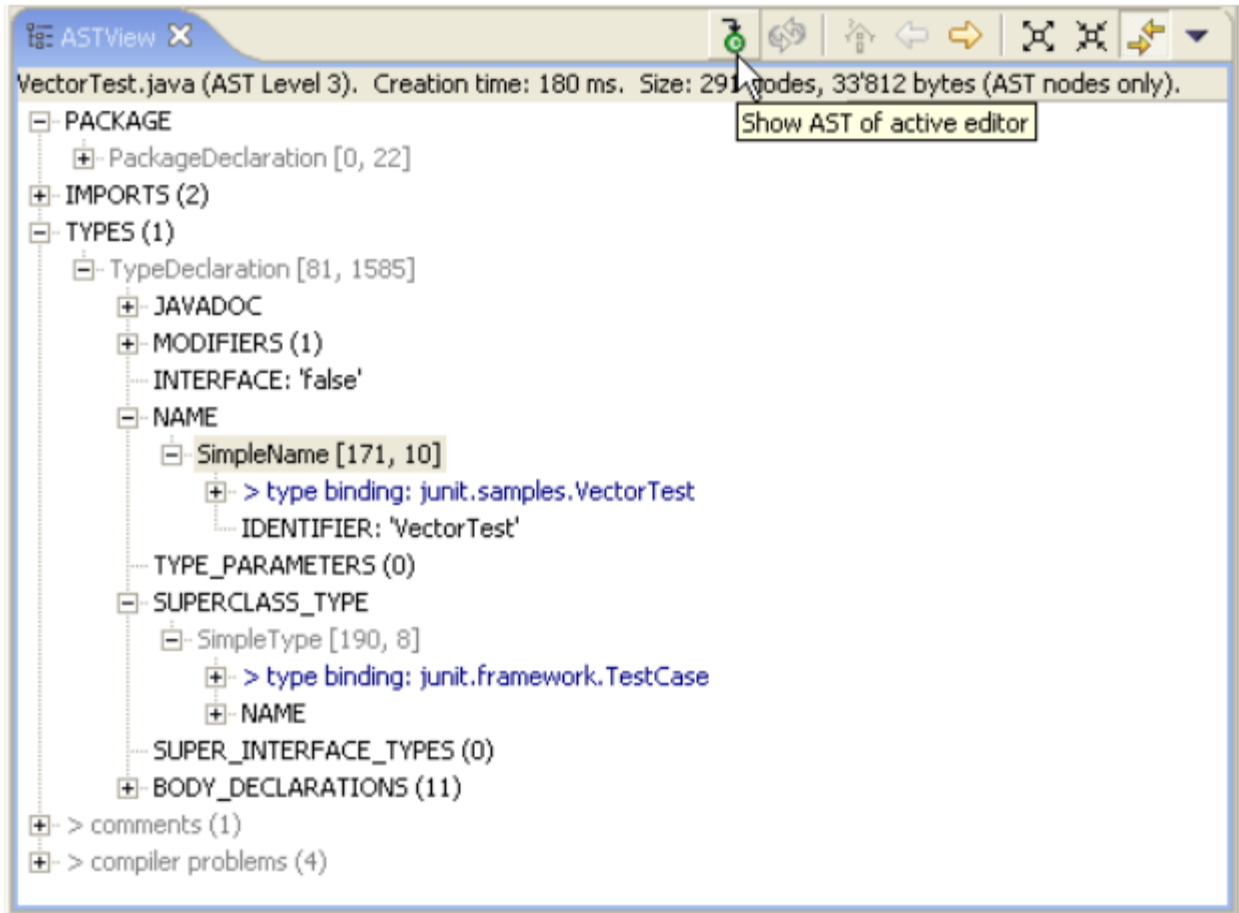 ASTView
VectorTest.java (AST Level 3). Creation time: 180 ms. Size: 291 nodes, 33'812 bytes (AST nodes only).
Show AST of active editor
PACKAGE
PackageDeclaration [0, 22]
IMPORTS (2)
TYPES (1)
TypeDeclaration [81, 1585]
JAVADOC
MODIFIERS (1)
INTERFACE: 'false'
NAME
SimpleName [171, 10]
> type binding: junit.samples.VectorTest
IDENTIFIER: 'VectorTest'
TYPE_PARAMETERS (0)
SUPERCLASS_TYPE
SimpleType [190, 8]
> type binding: junit.framework.TestCase
NAME
SUPER_INTERFACE_TYPES (0)
BODY_DECLARATIONS (11)
> comments (1)
> compiler problems (4)